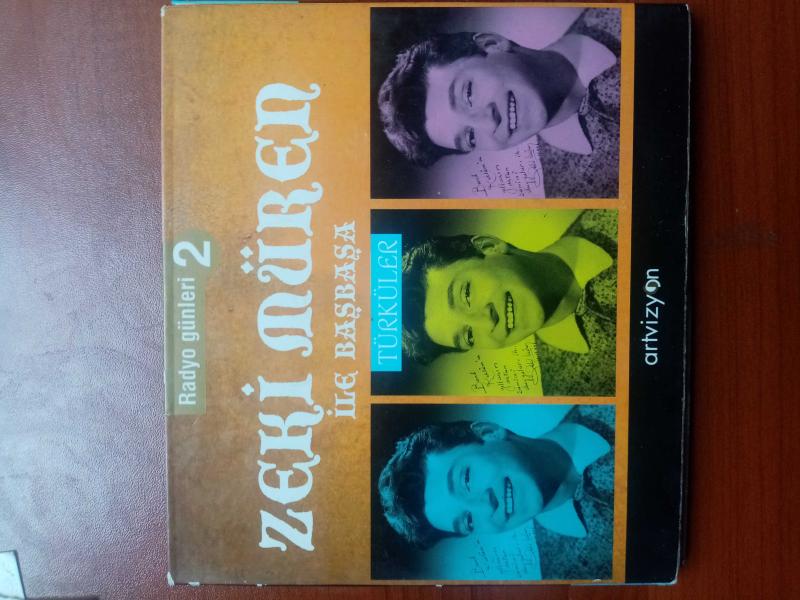 Radyo günleri 2
ZEKİ MÜREN
İLE BAŞBAŞA
TÜRKÜLER
artvizyon